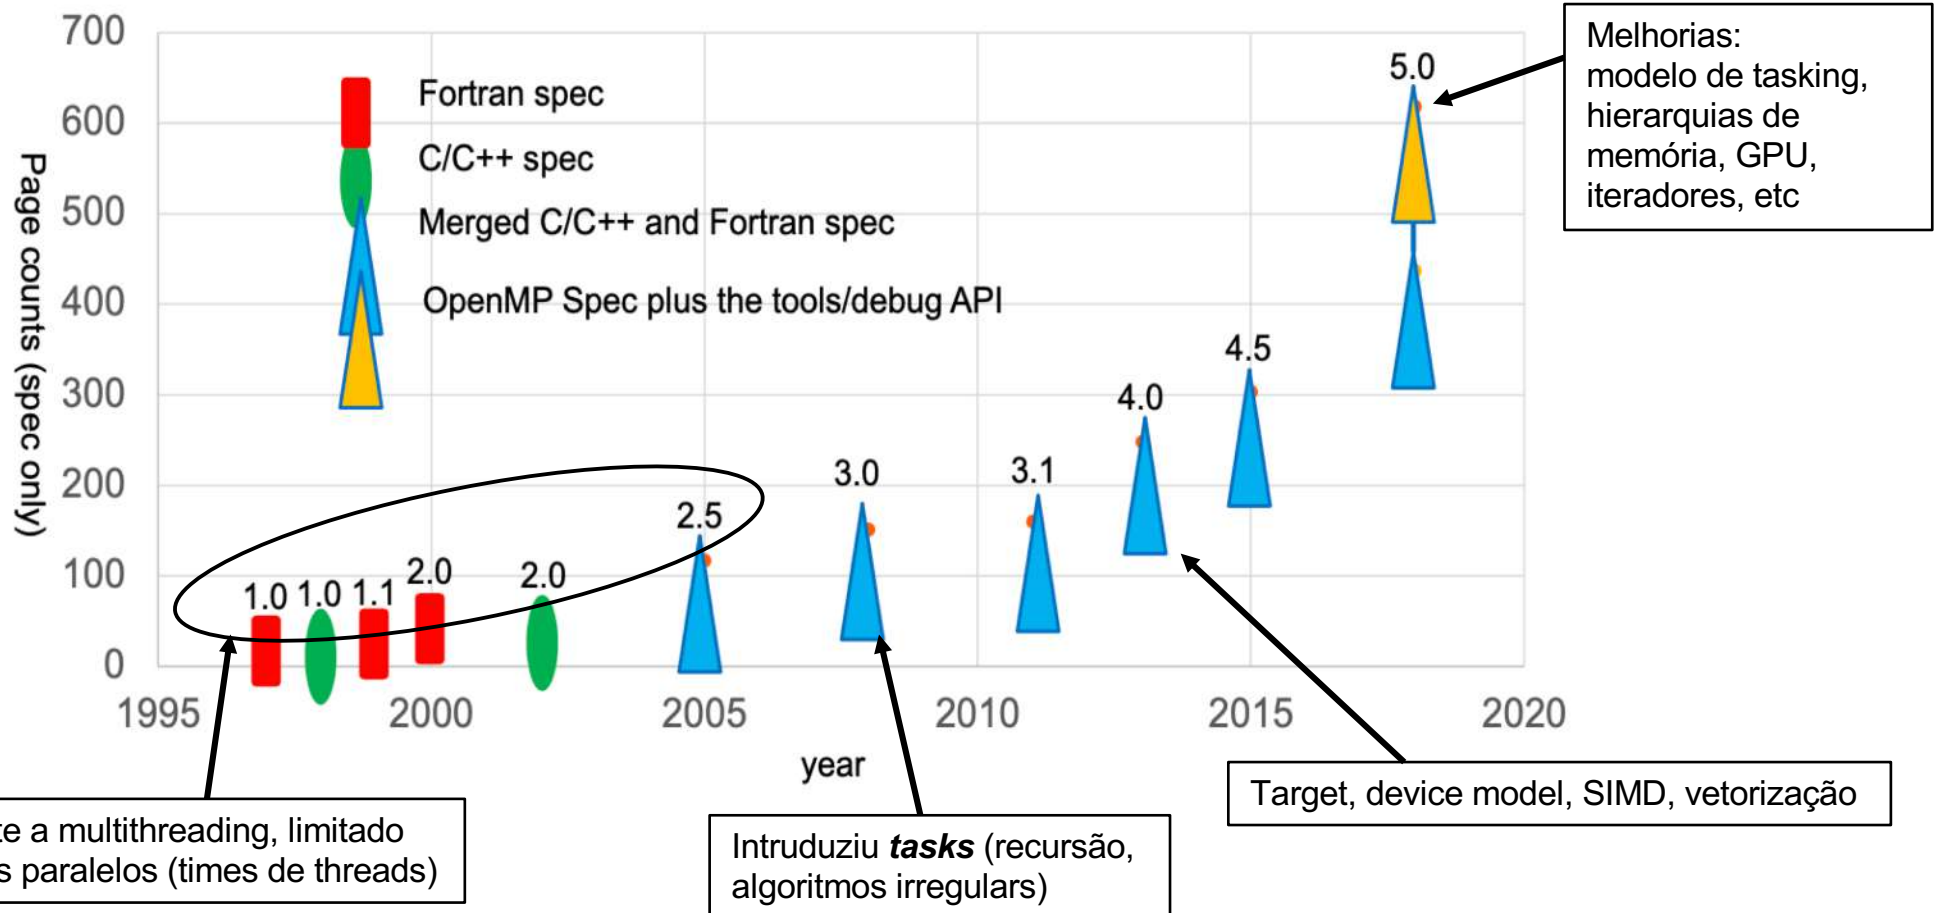 700
600
500
400
300
200
100
0
Page counts (spec only)
1995
2000
2005
2010
2015
2020
year
Fortran spec
C/C++ spec
Merged C/C++ and Fortran spec
OpenMP Spec plus the tools/debug API
1.0
1.0
1.1
2.0
2.0
2.5
3.0
3.1
4.0
4.5
5.0
Melhorias:
modelo de tasking,
hierarquias de
memória, GPU,
iteradores, etc
Target, device model, SIMD, vetorização
Intruduziu tasks (recursão,
algoritmos irregulars)
a multithreading, limitado
paralelos (times de threads)